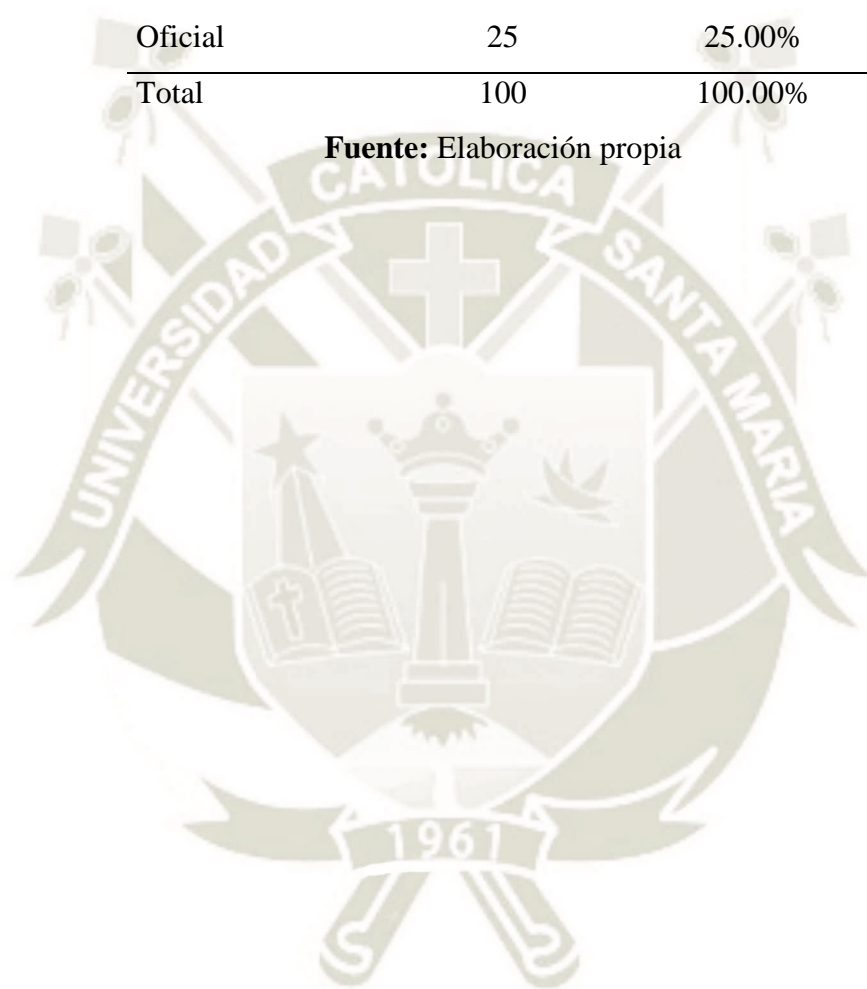 Oficial 25 25.00%
Total 100 100.00%
Fuente: Elaboración propia
UNIVERSIDAD CATOLICA SANTA MARIA
1961